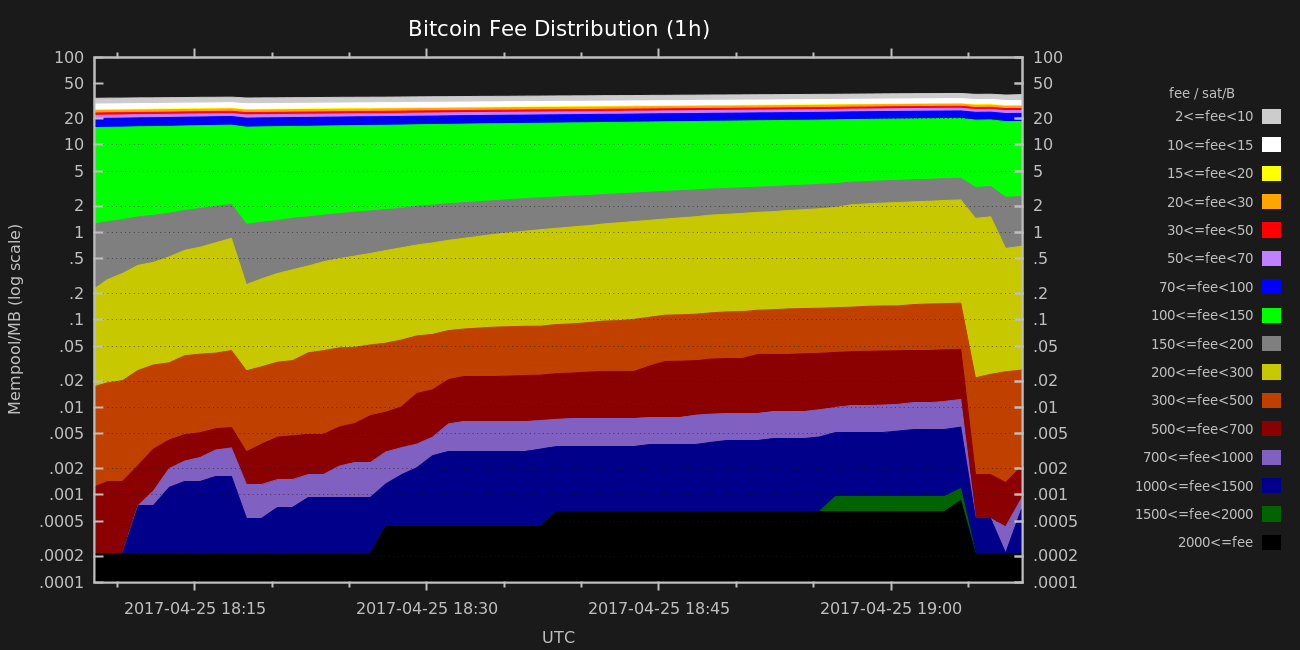 Bitcoin Fee Distribution (1h)
Mempool/MB (log scale)
100
50
20
10
5
2
1
.5
.2
.1
.05
.02
.01
.005
.002
.001
.0005
.0002
.0001
100
50
20
10
5
2
1
.5
.2
.1
.05
.02
.01
.005
.002
.001
.0005
.0002
.0001
2017-04-25 18:15
2017-04-25 18:30
2017-04-25 18:45
2017-04-25 19:00
UTC
fee / sat/B
2<=fee<10
10<=fee<15
15<=fee<20
20<=fee<30
30<=fee<50
50<=fee<70
70<=fee<100
100<=fee<150
150<=fee<200
200<=fee<300
300<=fee<500
500<=fee<700
700<=fee<1000
1000<=fee<1500
1500<=fee<2000
2000<=fee